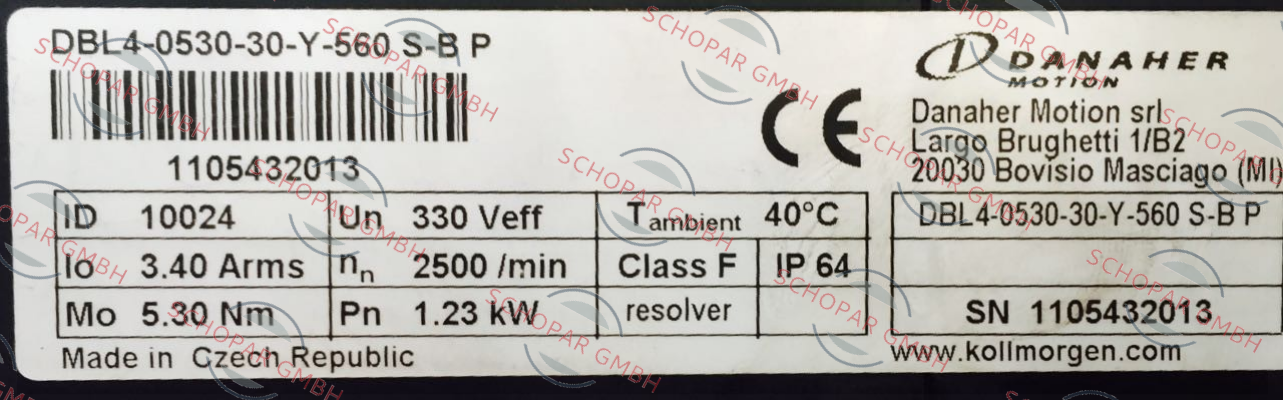 DBL4-0530-30-Y-560 S-B P
1105432013
DANAHER
MOTION
Danaher Motion srl
Largo Brughetti 1/B2
20030 Bovisio Masciago (MI)
ID 10024 Un 330 Veff Tambient 40°C
Io 3.40 Arms nn 2500 /min Class F IP 64
Mo 5.30 Nm Pn 1.23 kW resolver
DBL4-0530-30-Y-560 S-B P
SN 1105432013
Made in Czech Republic
www.kollmorgen.com
CE
SCHOPAR GMBH